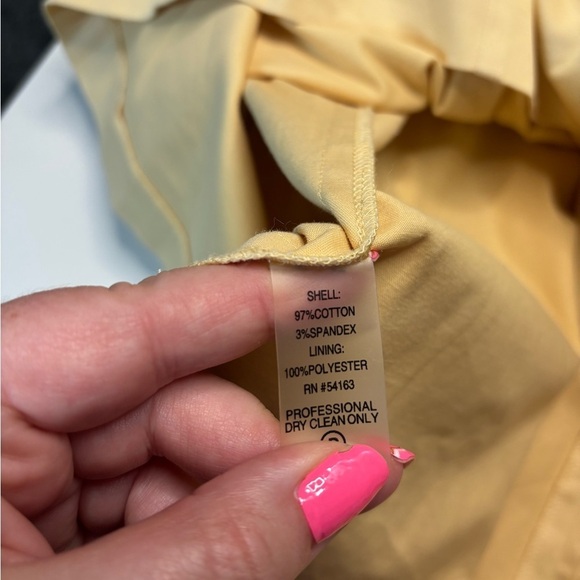 SHELL:
97%COTTON
3%SPANDEX
LINING:
100%POLYESTER
RN #54163
PROFESSIONAL
DRY CLEAN ONLY